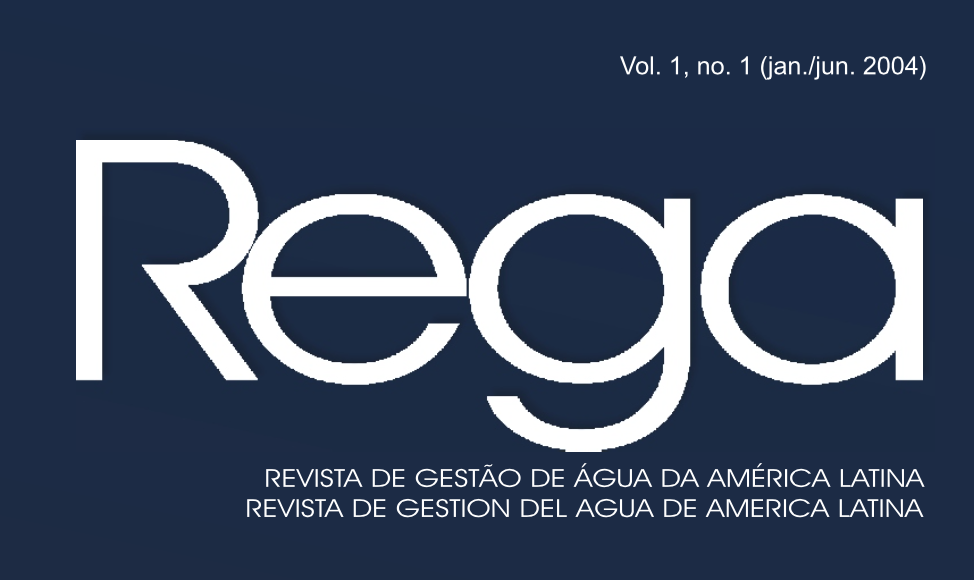 Vol. 1, no. 1 (jan./jun. 2004)
Rega
REVISTA DE GESTÃO DE ÁGUA DA AMÉRICA LATINA
REVISTA DE GESTION DEL AGUA DE AMERICA LATINA